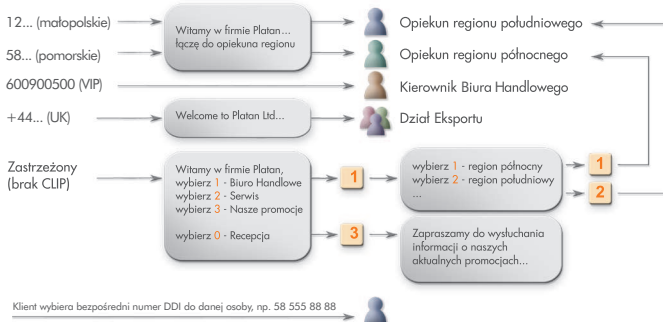 12... (małopolskie)
Witamy w firmie Platan...
łączę do opiekuna regionu
Opiekun regionu południowego
58... (pomorskie)
Opiekun regionu północnego
600900500 (VIP)
Kierownik Biura Handlowego
+44... (UK)
Welcome to Platan Ltd...
Dział Eksportu
Zastrzeżony
(brak CLIP)
Witamy w firmie Platan,
wybierz 1 - Biuro Handlowe
wybierz 2 - Serwis
wybierz 3 - Nasze promocje
wybierz 0 - Recepcja
1
wybierz 1 - region północny
wybierz 2 - region południowy
...
1
2
3
Zapraszamy do wysłuchania
informacji o naszych
aktualnych promocjach...
Klient wybiera bezpośredni numer DDI do danej osoby, np. 58 555 88 88